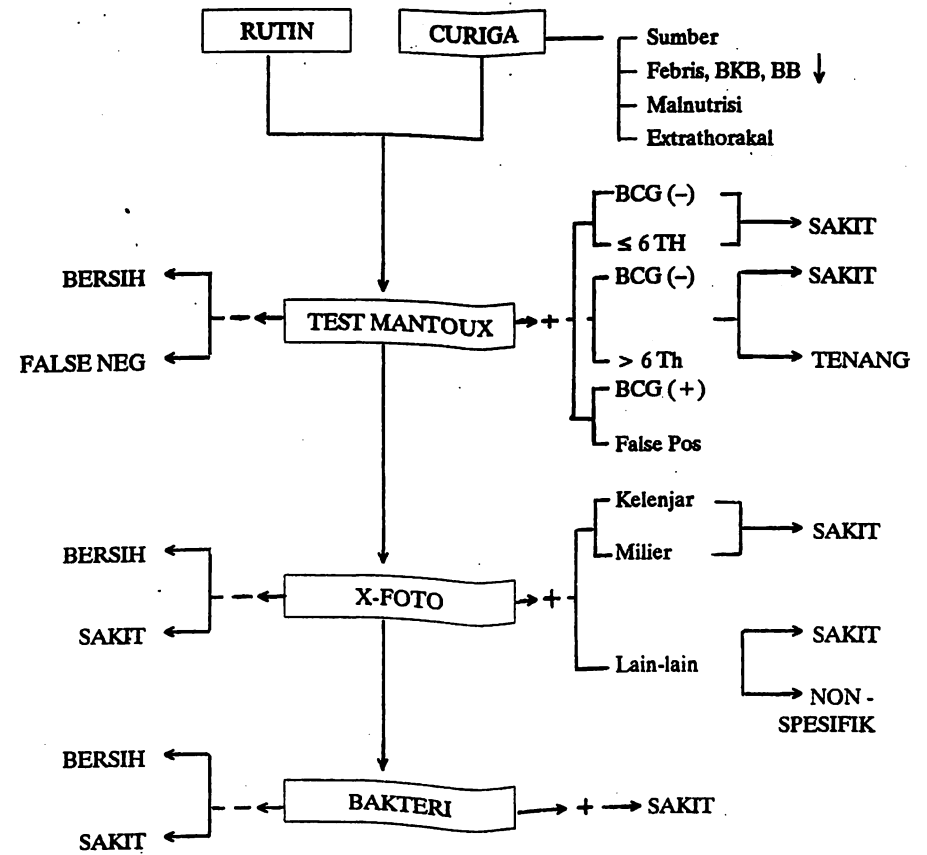 RUTIN
CURIGA
Sumber
Febris, BKB, BB ↓
Malnutrisi
Extrathorakal
BCG (–)
≤ 6 TH
SAKIT
BERSIH
FALSE NEG
–
TEST MANTOUX
+
BCG (–)
> 6 Th
SAKIT
TENANG
BCG (+)
False Pos
Kelenjar
Milier
SAKIT
BERSIH
SAKIT
–
X-FOTO
+
Lain-lain
SAKIT
NON -
SPESIFIK
BERSIH
SAKIT
–
BAKTERI
+
SAKIT